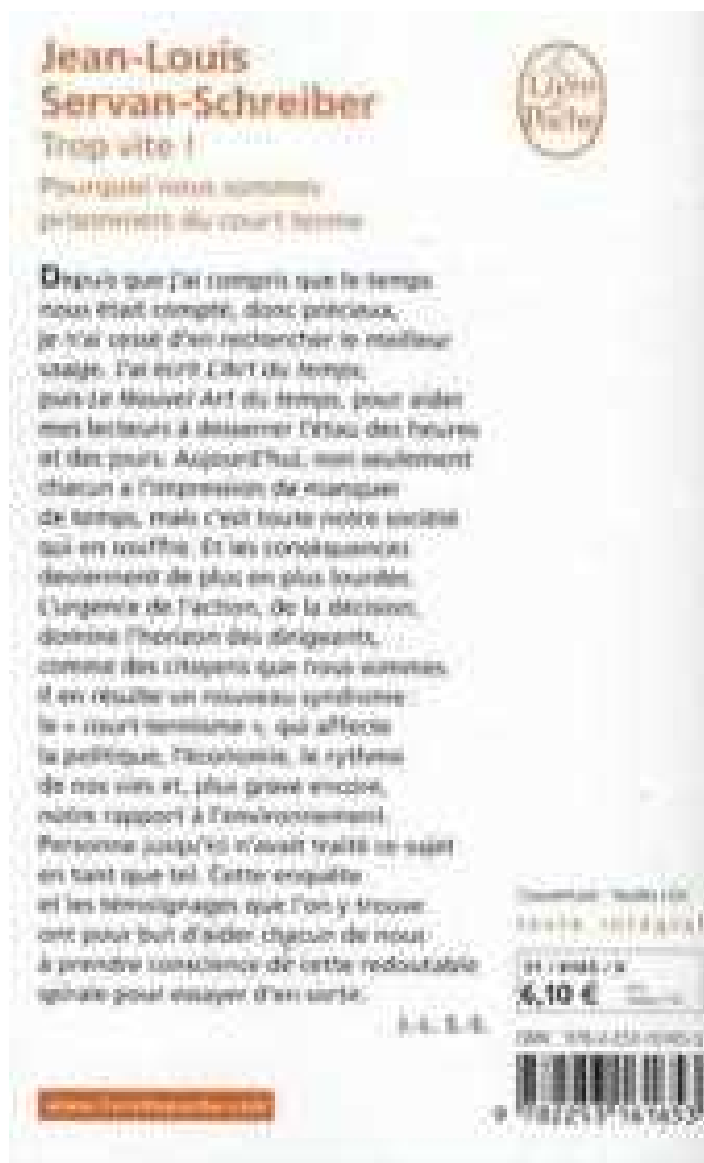 Jean-Louis
Servan-Schreiber
Trop vite !
Pourquoi nous sommes
prisonniers du court terme
Le Livre
de
Poche
Depuis que j'ai compris que le temps
nous était compté, donc précieux,
je n'ai cessé d'en rechercher le meilleur
usage. J'ai écrit L'Art du temps,
puis Le Nouvel Art du temps, pour aider
mes lecteurs à desserrer l'étau des heures
et des jours. Aujourd'hui, non seulement
chacun a l'impression de manquer
de temps, mais c'est toute notre société
qui en souffre. Et les conséquences
deviennent de plus en plus lourdes.
L'urgence de l'action, de la décision,
domine l'horizon des dirigeants,
comme des citoyens que nous sommes.
Il en résulte un nouveau syndrome :
le « court-termisme », qui affecte
la politique, l'économie, le rythme
de nos vies et, plus grave encore,
notre rapport à l'environnement.
Personne jusqu'ici n'avait traité ce sujet
en tant que tel. Cette enquête
et les témoignages que l'on y trouve
ont pour but d'aider chacun de nous
à prendre conscience de cette redoutable
spirale pour essayer d'en sortir.
J.-L. S.-S.
Couverture :
texte intégral
6,10 €
ISBN